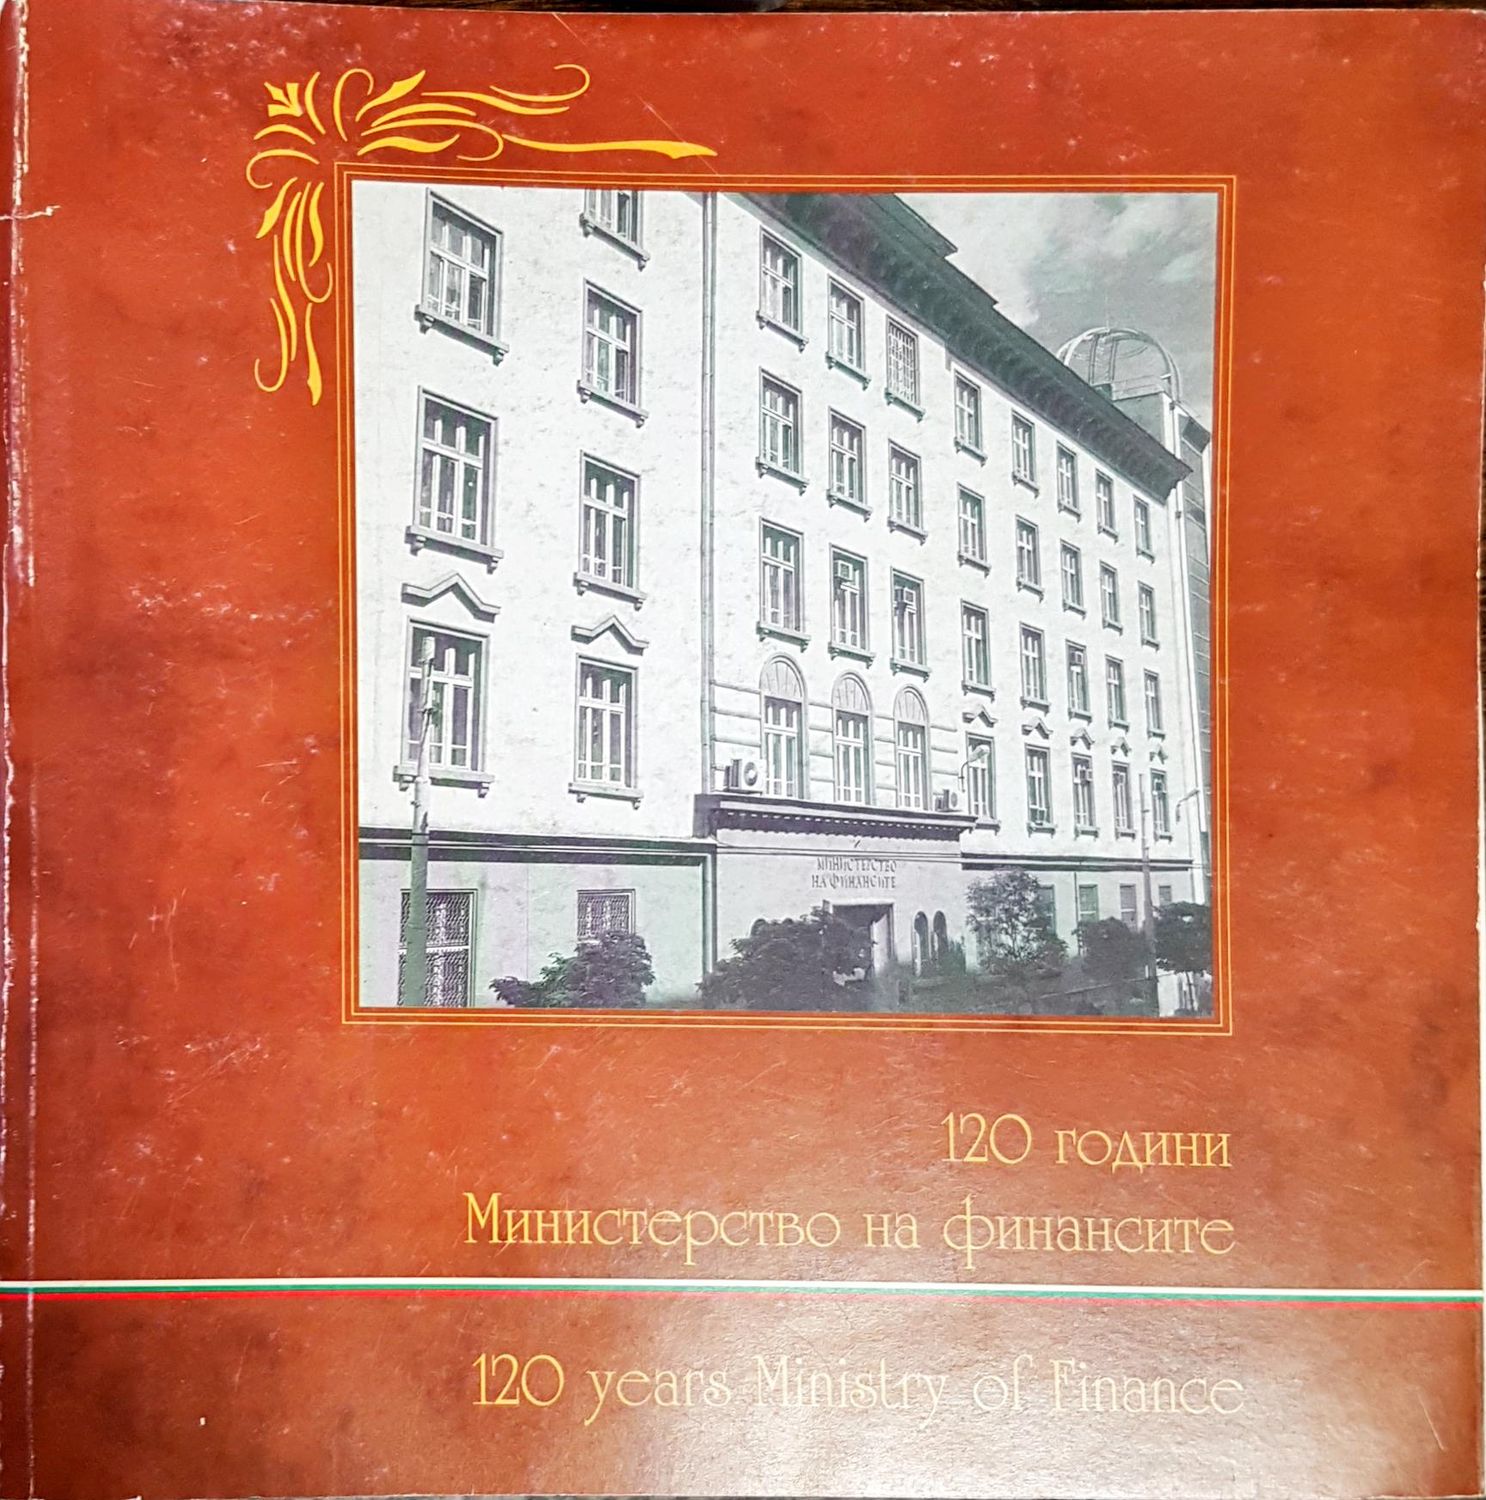 МИНИСТЕРСТВО
НА ФИНАНСИТЕ
120 години
Министерство на финансите
120 years Ministry of Finance